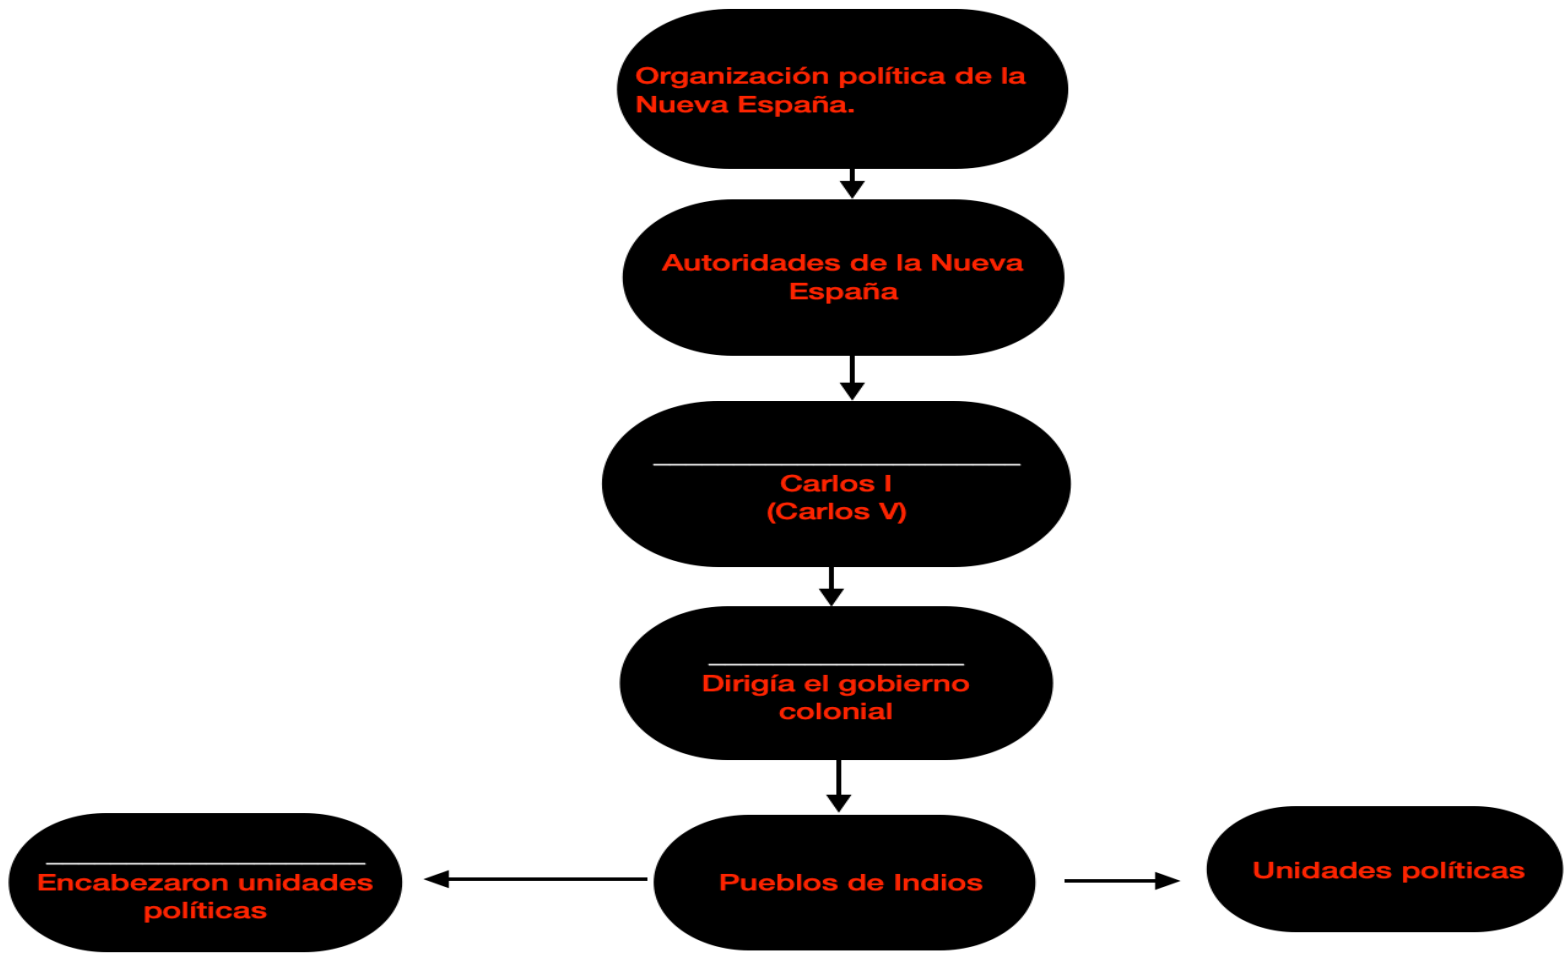 Organización política de la
Nueva España.
Autoridades de la Nueva
España
Carlos I
(Carlos V)
Dirigía el gobierno
colonial
Encabezaron unidades
políticas
Pueblos de Indios
Unidades políticas